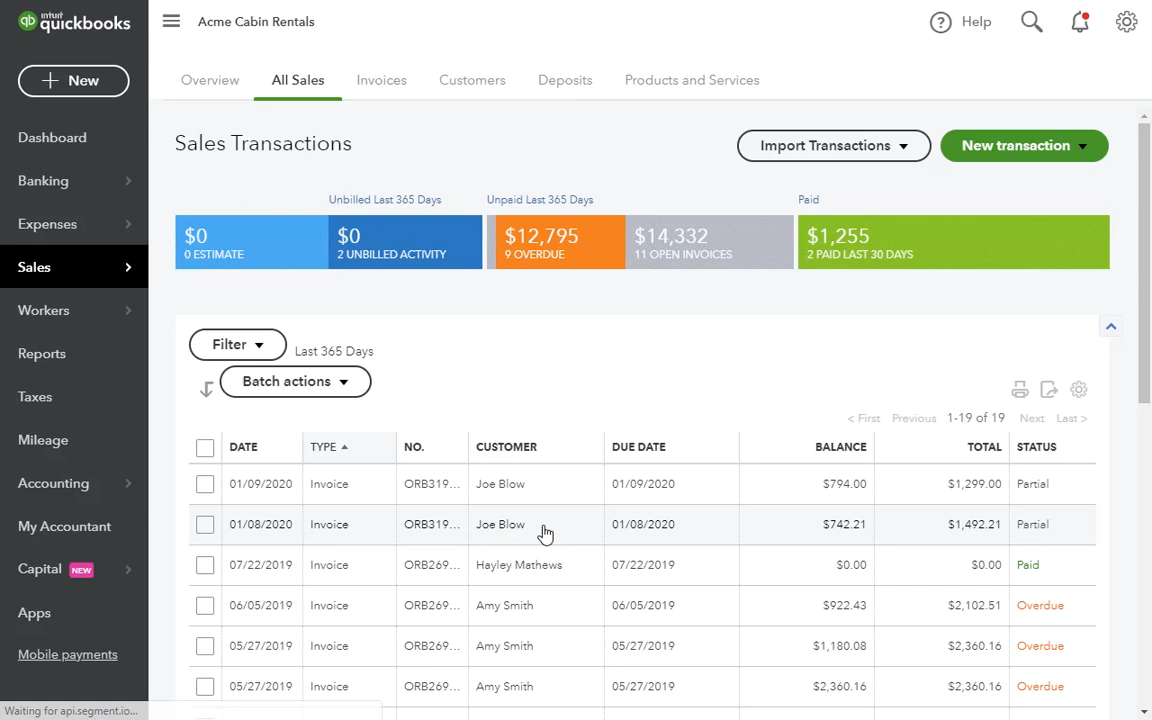 intuit
quickbooks
Acme Cabin Rentals
Help
New
Overview
All Sales
Invoices
Customers
Deposits
Products and Services
Dashboard
Banking
Expenses
Sales
Workers
Reports
Taxes
Mileage
Accounting
My Accountant
Capital NEW
Apps
Mobile payments
Sales Transactions
Import Transactions
New transaction
Unbilled Last 365 Days
Unpaid Last 365 Days
Paid
$0
0 ESTIMATE
$0
2 UNBILLED ACTIVITY
$12,795
9 OVERDUE
$14,332
11 OPEN INVOICES
$1,255
2 PAID LAST 30 DAYS
Filter
Last 365 Days
Batch actions
< First Previous 1-19 of 19 Next Last >
DATE TYPE NO. CUSTOMER DUE DATE BALANCE TOTAL STATUS
01/09/2020 Invoice ORB319... Joe Blow 01/09/2020 $794.00 $1,299.00 Partial
01/08/2020 Invoice ORB319... Joe Blow 01/08/2020 $742.21 $1,492.21 Partial
07/22/2019 Invoice ORB269... Hayley Mathews 07/22/2019 $0.00 $0.00 Paid
06/05/2019 Invoice ORB269... Amy Smith 06/05/2019 $922.43 $2,102.51 Overdue
05/27/2019 Invoice ORB269... Amy Smith 05/27/2019 $1,180.08 $2,360.16 Overdue
05/27/2019 Invoice ORB269... Amy Smith 05/27/2019 $2,360.16 $2,360.16 Overdue
Waiting for api.segment.io...